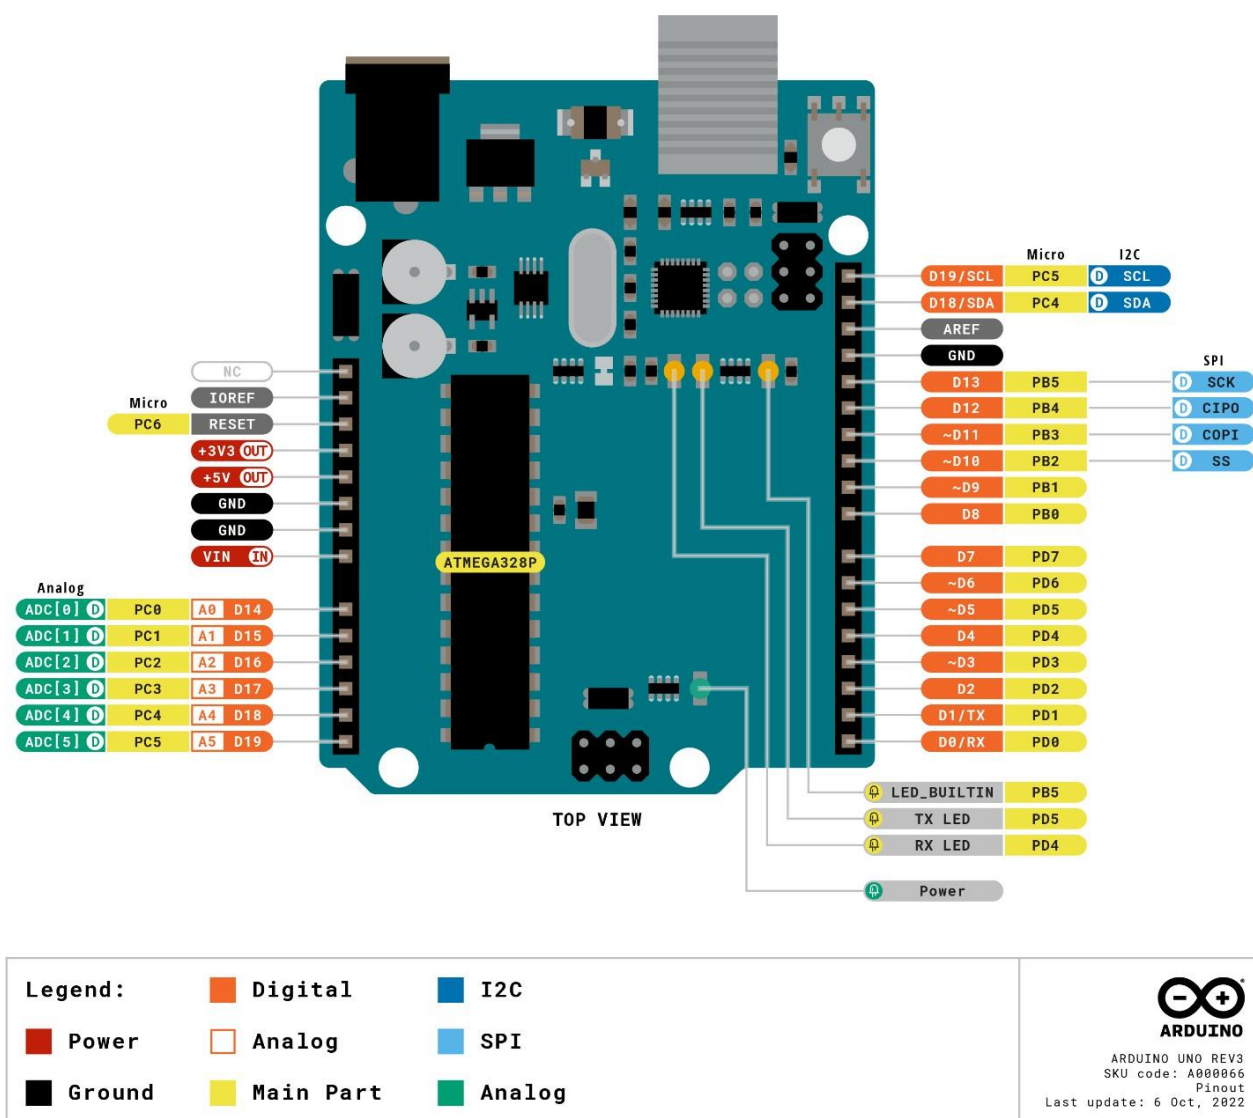 Micro I2C
D19/SCL PC5 D SCL
D18/SDA PC4 D SDA
AREF
GND
SPI
D13 PB5 D SCK
D12 PB4 D CIPO
~D11 PB3 D COPI
~D10 PB2 D SS
~D9 PB1
D8 PB0
D7 PD7
~D6 PD6
~D5 PD5
D4 PD4
~D3 PD3
D2 PD2
D1/TX PD1
D0/RX PD0
LED_BUILTIN PB5
TX LED PD5
RX LED PD4
Power
NC
IOREF
Micro
PC6 RESET
+3V3 OUT
+5V OUT
GND
GND
VIN IN
Analog
ADC[0] D PC0 A0 D14
ADC[1] D PC1 A1 D15
ADC[2] D PC2 A2 D16
ADC[3] D PC3 A3 D17
ADC[4] D PC4 A4 D18
ADC[5] D PC5 A5 D19
ATMEGA328P
TOP VIEW
Legend:
Power
Ground
Digital
Analog
Main Part
I2C
SPI
Analog
ARDUINO
ARDUINO UNO REV3
SKU code: A000066
Pinout
Last update: 6 Oct, 2022